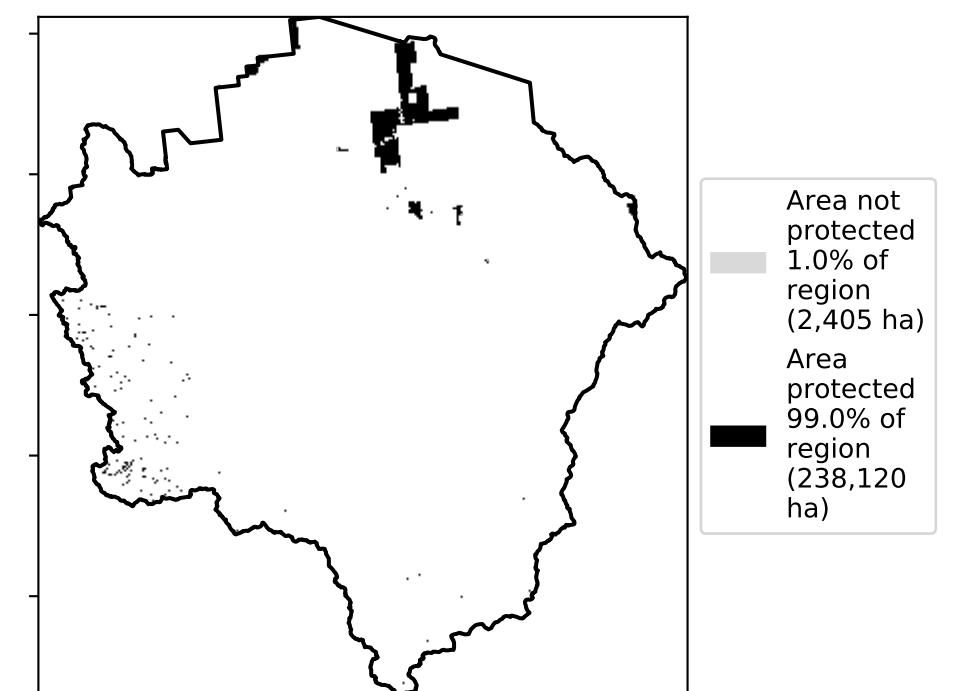 Area not
protected
1.0% of
region
(2,405 ha)
Area
protected
99.0% of
region
(238,120
ha)